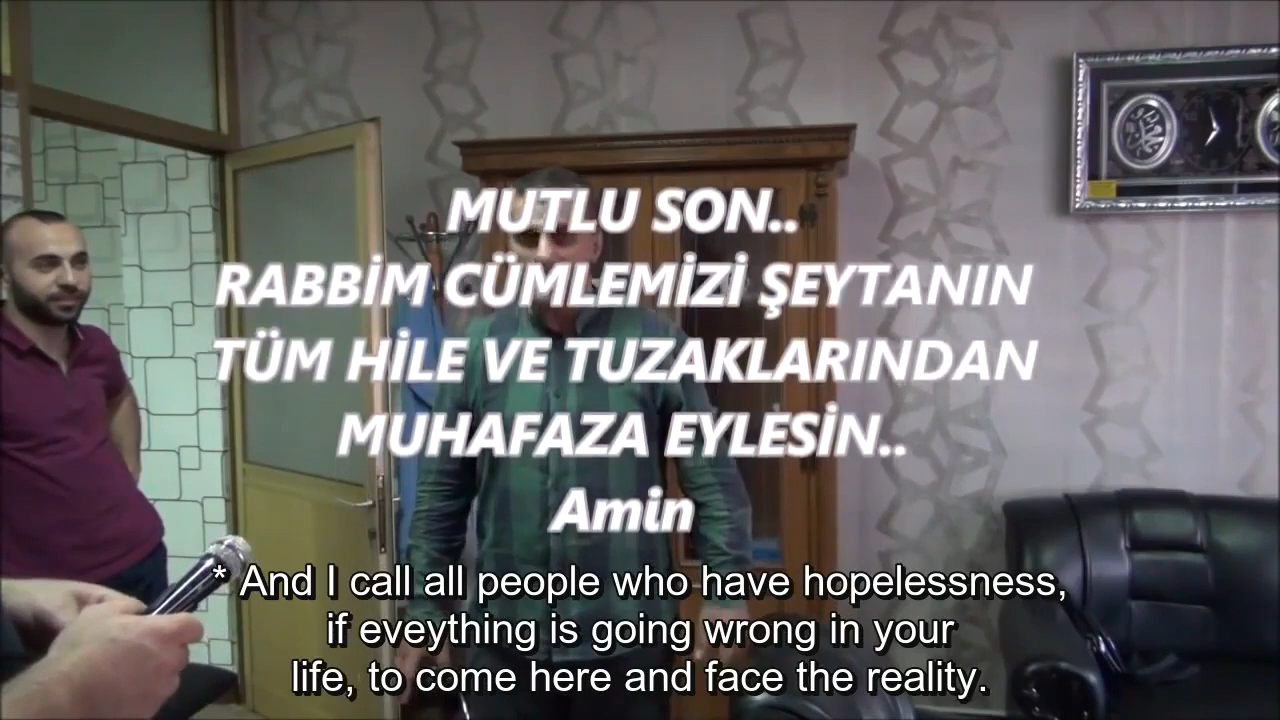 MUTLU SON..
RABBİM CÜMLEMİZİ ŞEYTANIN
TÜM HİLE VE TUZAKLARINDAN
MUHAFAZA EYLESİN..
Amin
* And I call all people who have hopelessness,
if eveything is going wrong in your
life, to come here and face the reality.